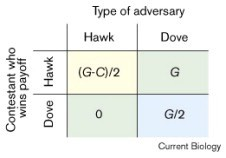 Type of adversary
Hawk Dove
Contestant who
wins payoff
Hawk (G-C)/2 G
Dove 0 G/2
Current Biology